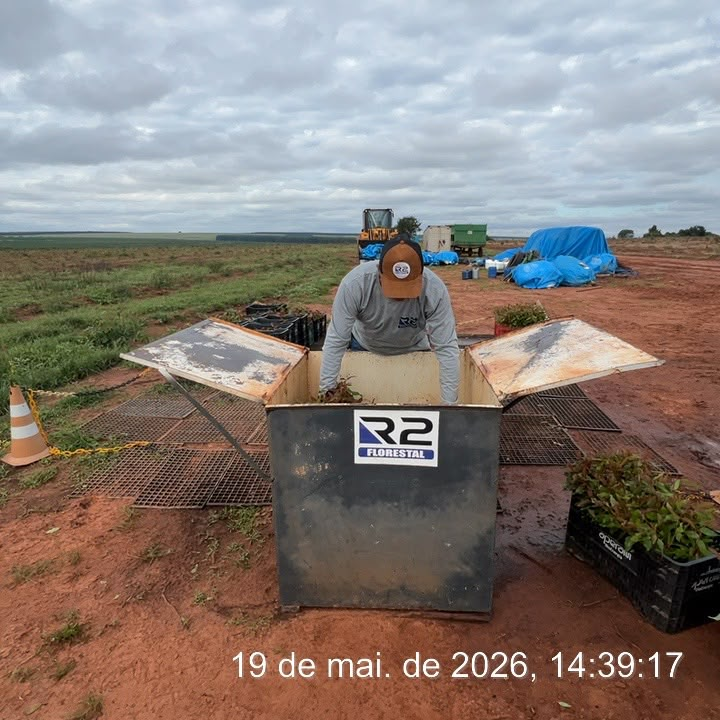 R2
R2
FLORESTAL
19 de mai. de 2026, 14:39:17